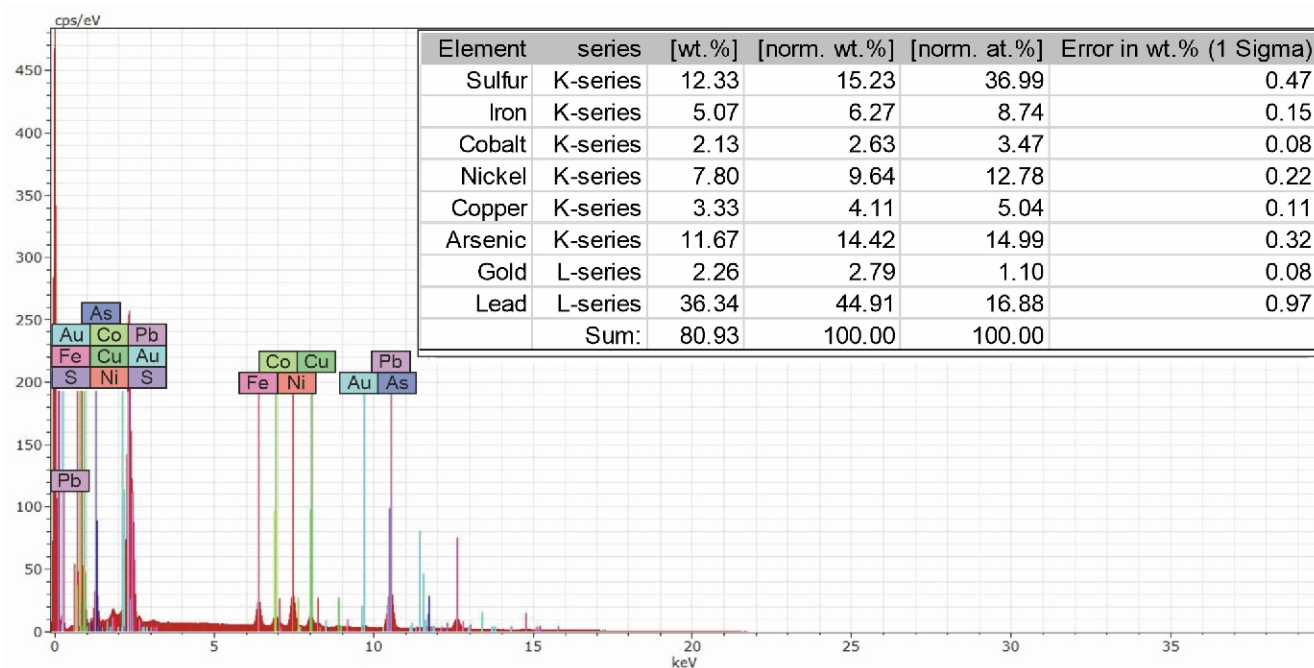 cps/eV
Element series [wt.%] [norm. wt.%] [norm. at.%] Error in wt.% (1 Sigma)
Sulfur K-series 12.33 15.23 36.99 0.47
Iron K-series 5.07 6.27 8.74 0.15
Cobalt K-series 2.13 2.63 3.47 0.08
Nickel K-series 7.80 9.64 12.78 0.22
Copper K-series 3.33 4.11 5.04 0.11
Arsenic K-series 11.67 14.42 14.99 0.32
Gold L-series 2.26 2.79 1.10 0.08
Lead L-series 36.34 44.91 16.88 0.97
Sum: 80.93 100.00 100.00
450
400
350
300
250
200
150
100
50
0
As
Au Co Pb
Fe Cu Au
S Ni S
Pb
Co Cu Pb
Fe Ni Au As
0 5 10 15 20 25 30 35
keV